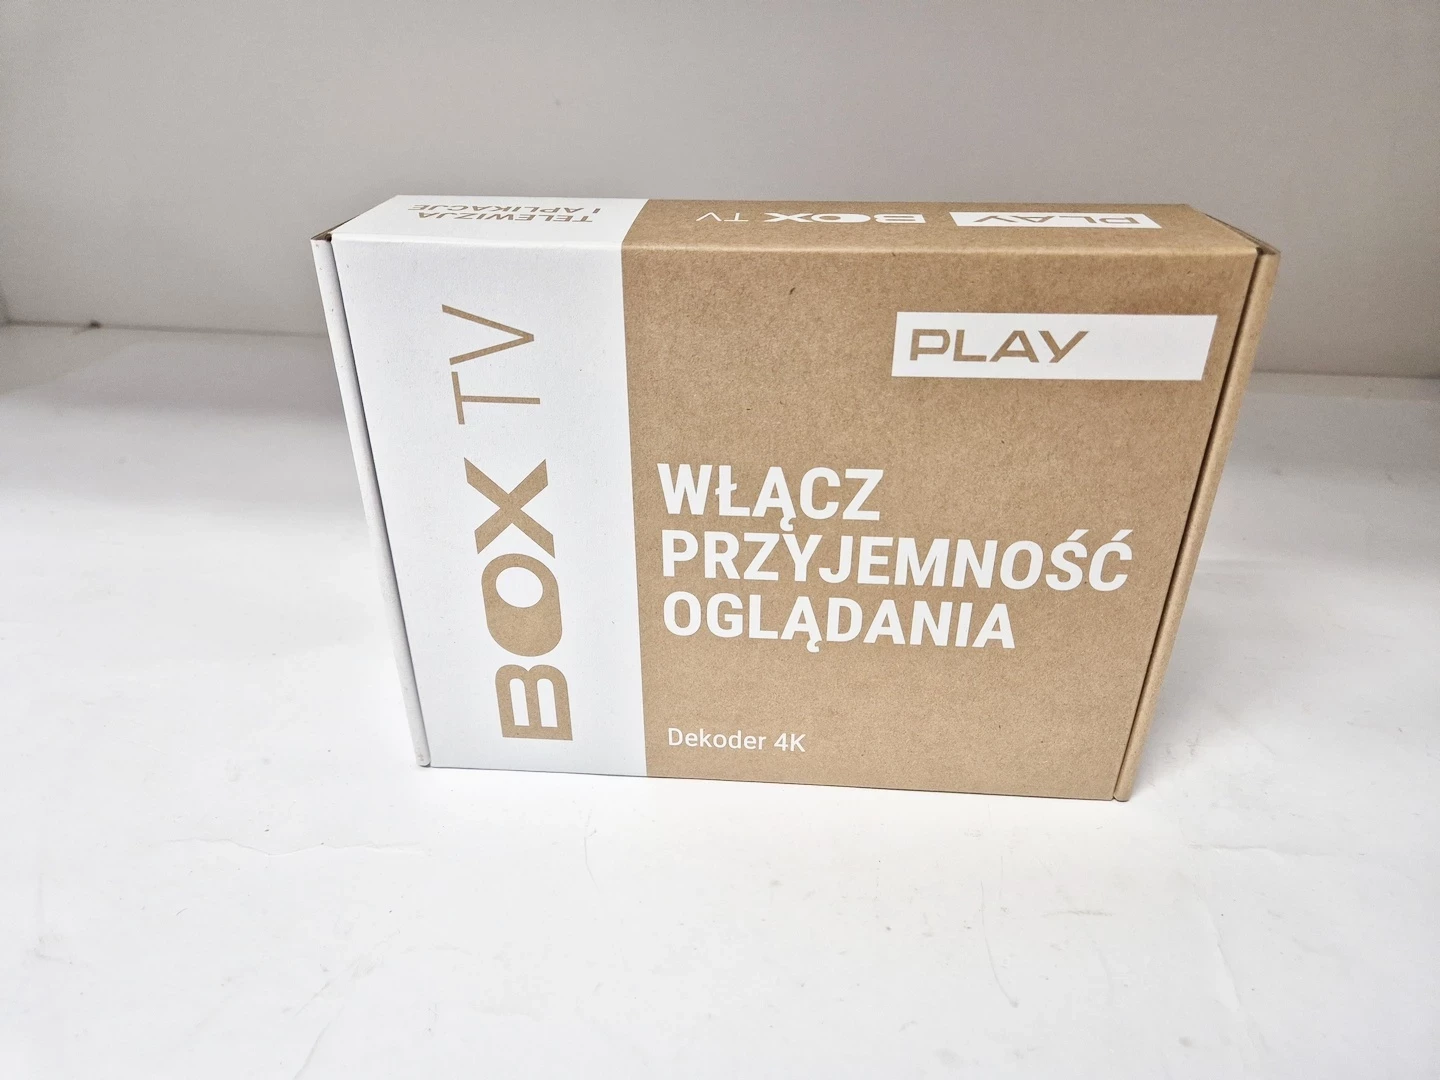 TELEWIZJA
I APLIKACJE
PLAY BOX TV
BOX TV
PLAY
WŁĄCZ
PRZYJEMNOŚĆ
OGLĄDANIA
Dekoder 4K